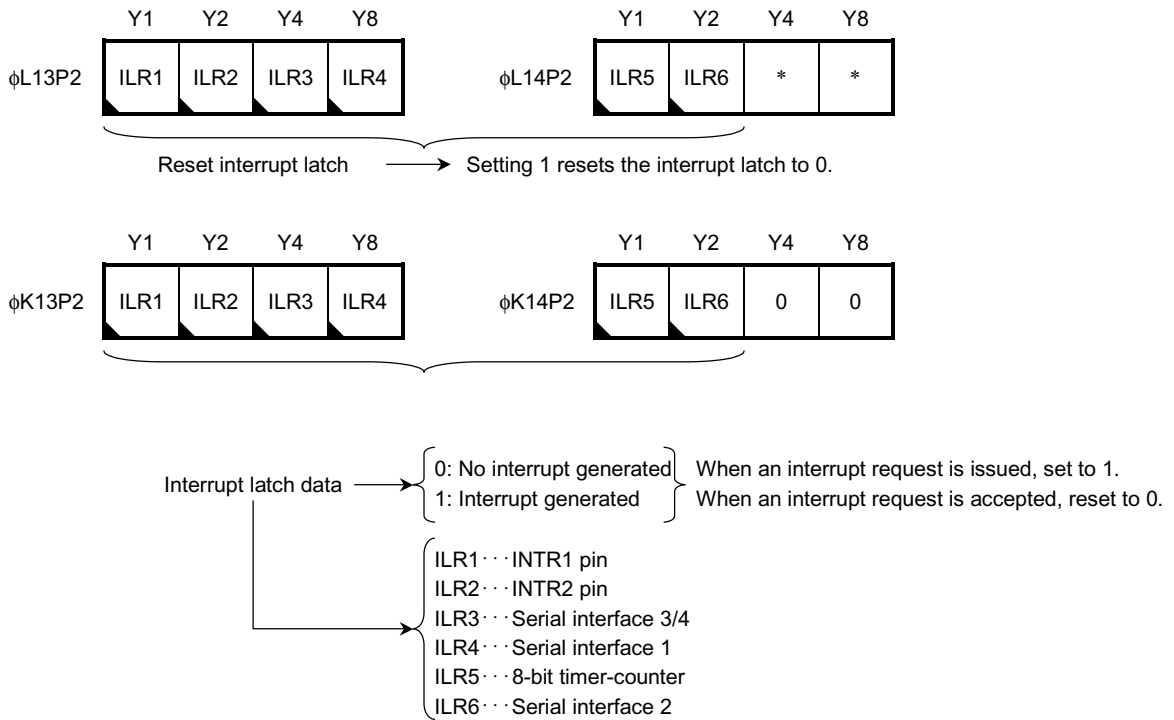 Y1 Y2 Y4 Y8 Y1 Y2 Y4 Y8
ϕL13P2 ILR1 ILR2 ILR3 ILR4 ϕL14P2 ILR5 ILR6 * *
Reset interrupt latch Setting 1 resets the interrupt latch to 0.
Y1 Y2 Y4 Y8 Y1 Y2 Y4 Y8
ϕK13P2 ILR1 ILR2 ILR3 ILR4 ϕK14P2 ILR5 ILR6 0 0
Interrupt latch data
0: No interrupt generated
1: Interrupt generated
When an interrupt request is issued, set to 1.
When an interrupt request is accepted, reset to 0.
ILR1···INTR1 pin
ILR2···INTR2 pin
ILR3···Serial interface 3/4
ILR4···Serial interface 1
ILR5···8-bit timer-counter
ILR6···Serial interface 2